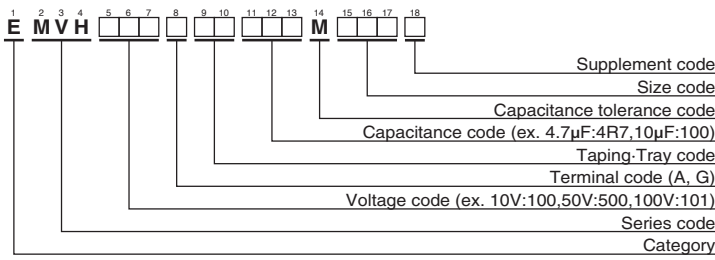 1 2 3 4 5 6 7 8 9 10 11 12 13 14 15 16 17 18
E MVH M
Supplement code
Size code
Capacitance tolerance code
Capacitance code (ex. 4.7μF:4R7,10μF:100)
Taping·Tray code
Terminal code (A, G)
Voltage code (ex. 10V:100,50V:500,100V:101)
Series code
Category